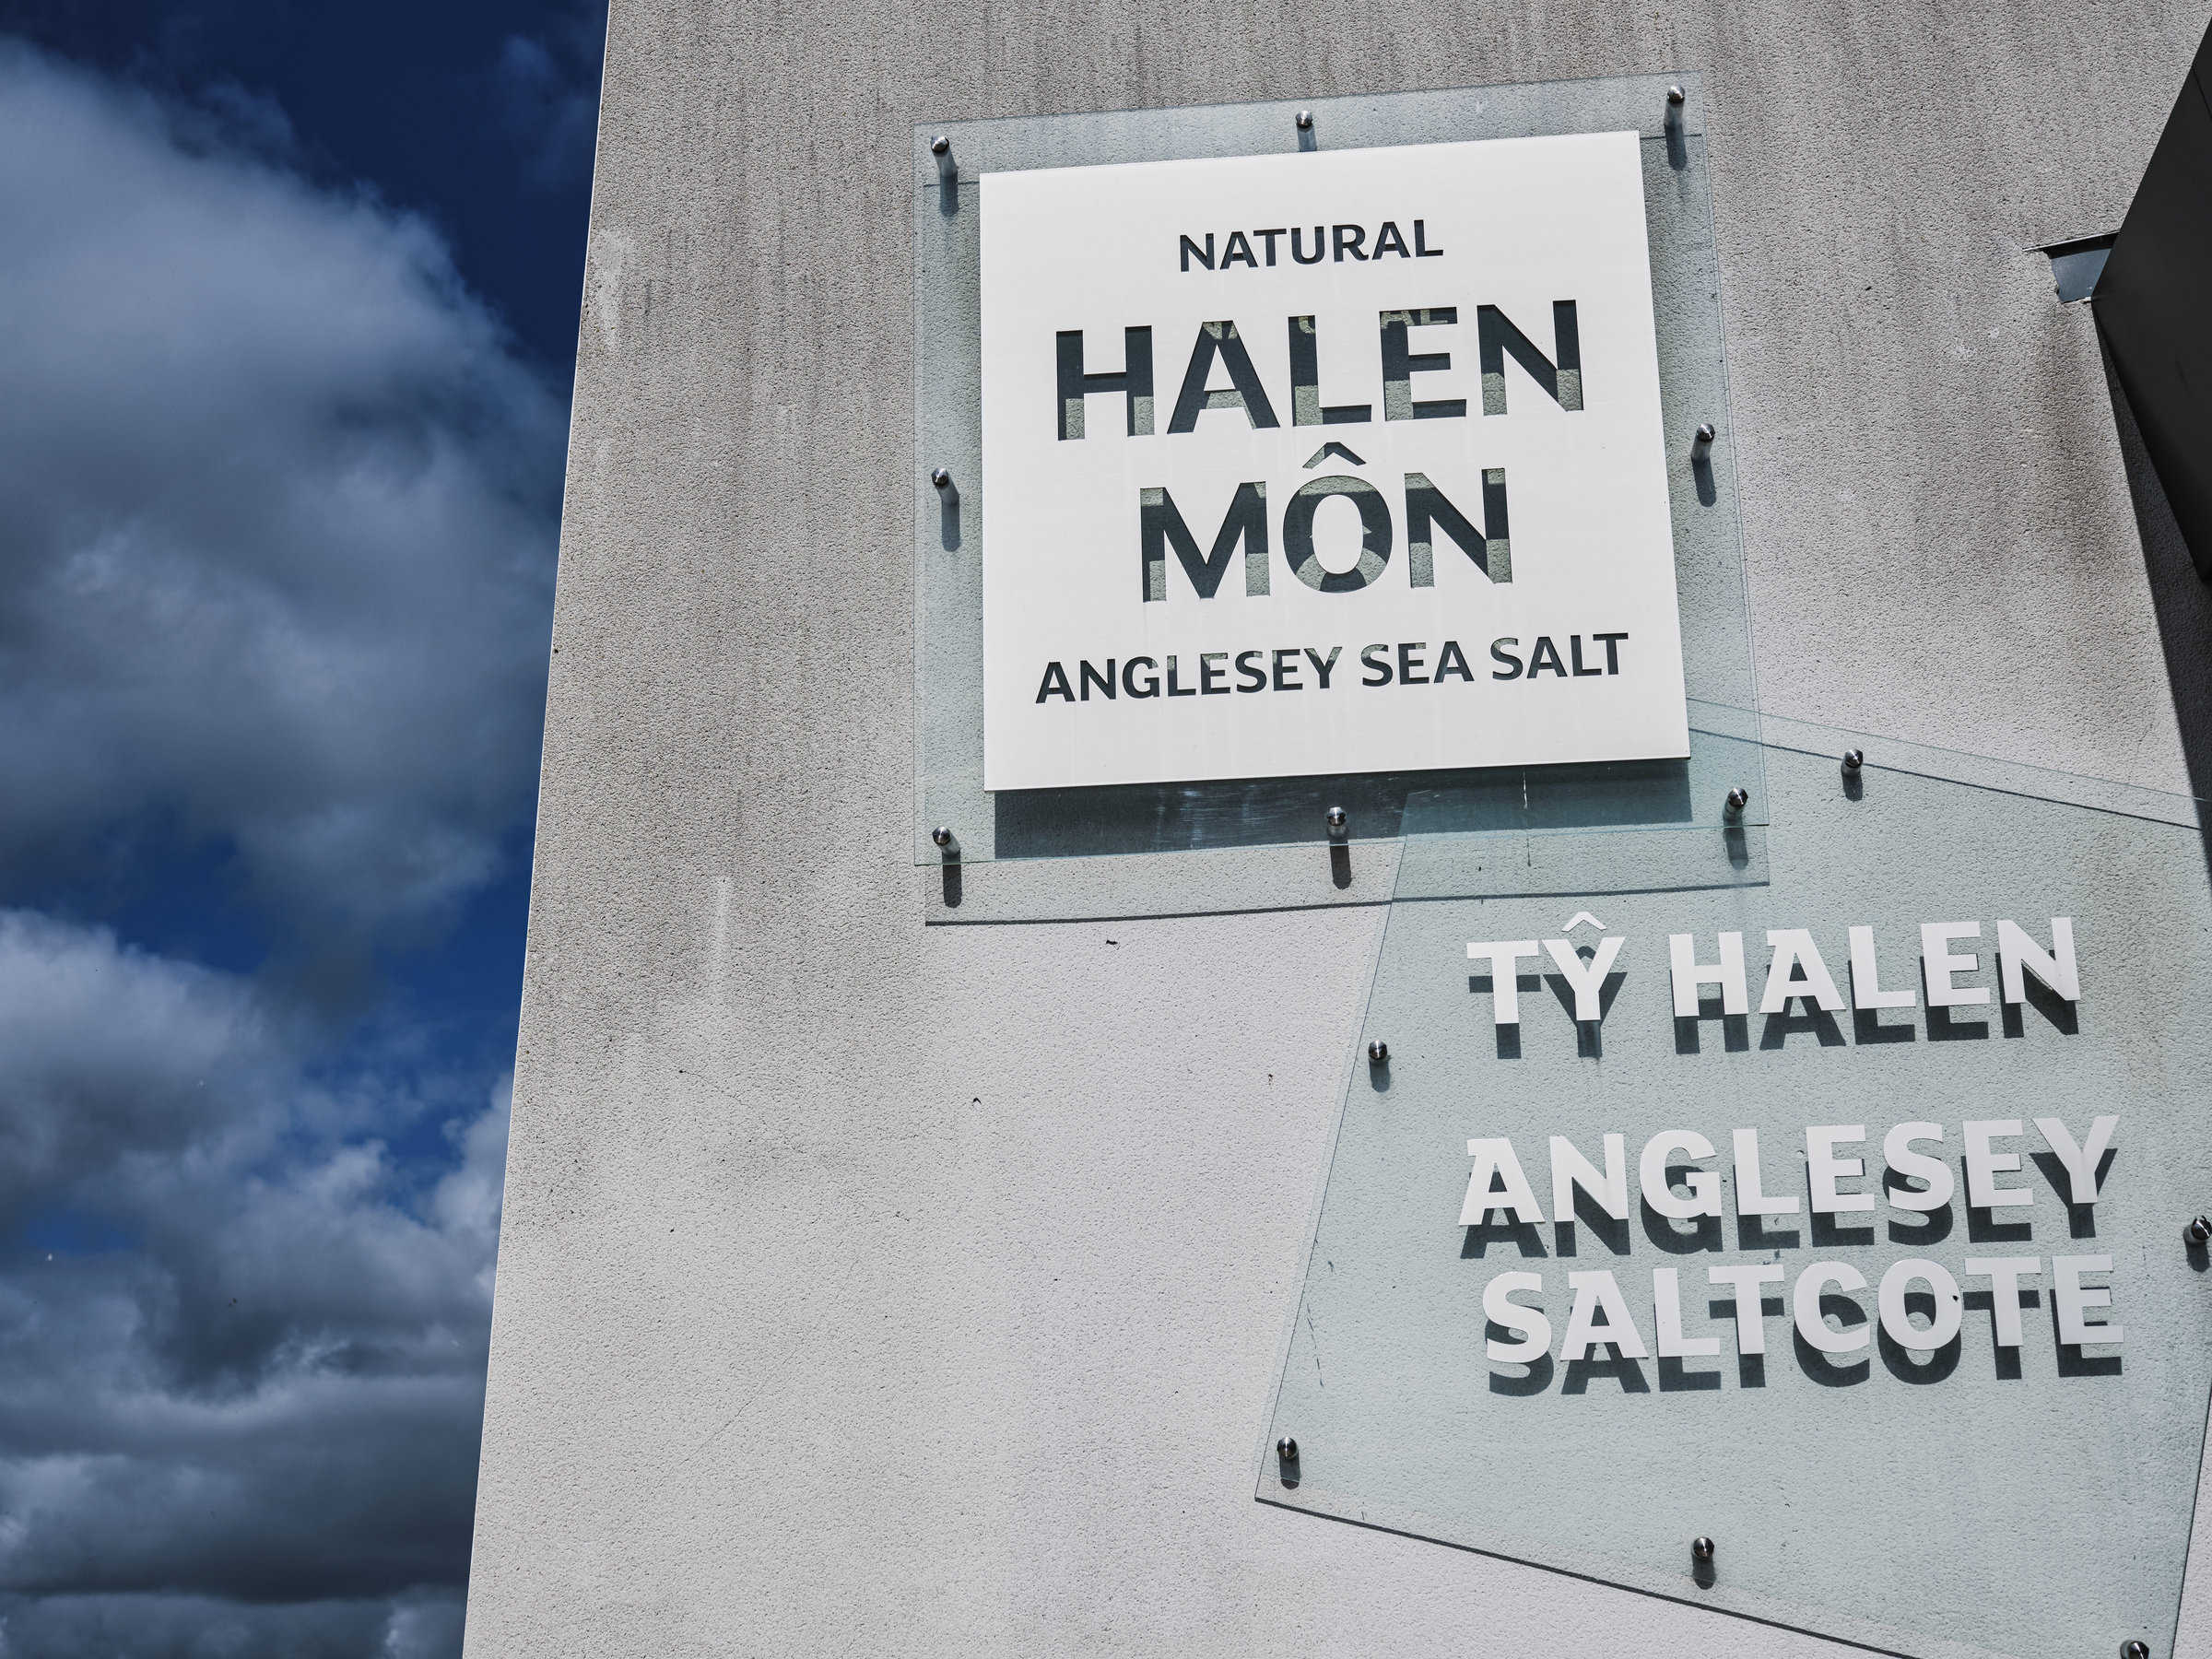 NATURAL
HALEN
MÔN
ANGLESEY SEA SALT
TŶ HALEN
ANGLESEY
SALTCOTE